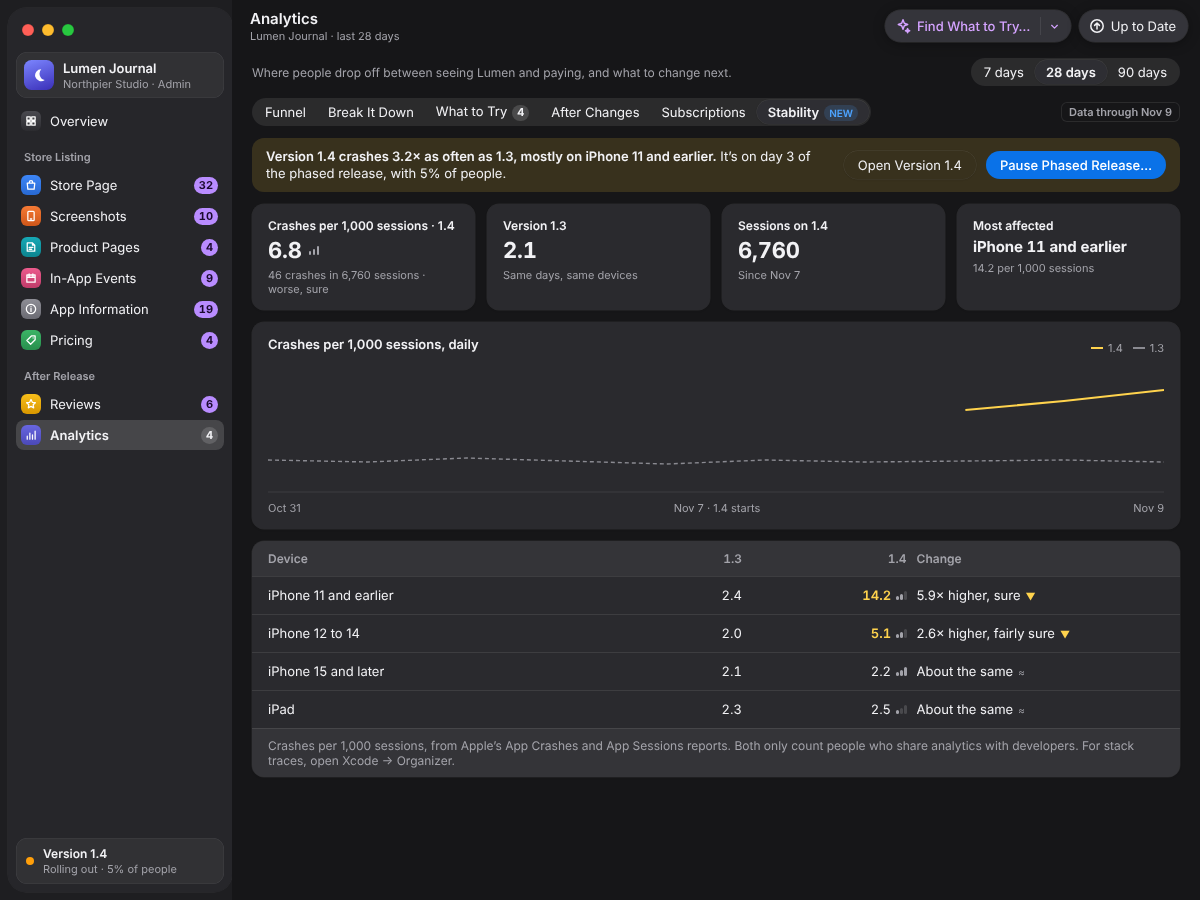 Analytics
Lumen Journal · last 28 days
Find What to Try...
Up to Date
Lumen Journal
Northpier Studio · Admin
Overview
Store Listing
Store Page 32
Screenshots 10
Product Pages 4
In-App Events 9
App Information 19
Pricing 4
After Release
Reviews 6
Analytics 4
Version 1.4
Rolling out · 5% of people
Where people drop off between seeing Lumen and paying, and what to change next.
7 days 28 days 90 days
Funnel Break It Down What to Try 4 After Changes Subscriptions Stability NEW
Data through Nov 9
Version 1.4 crashes 3.2× as often as 1.3, mostly on iPhone 11 and earlier. It’s on day 3 of
the phased release, with 5% of people.
Open Version 1.4
Pause Phased Release...
Crashes per 1,000 sessions · 1.4
6.8
46 crashes in 6,760 sessions ·
worse, sure
Version 1.3
2.1
Same days, same devices
Sessions on 1.4
6,760
Since Nov 7
Most affected
iPhone 11 and earlier
14.2 per 1,000 sessions
Crashes per 1,000 sessions, daily
1.4 1.3
Oct 31 Nov 7 · 1.4 starts Nov 9
Device 1.3 1.4 Change
iPhone 11 and earlier 2.4 14.2 5.9× higher, sure ▼
iPhone 12 to 14 2.0 5.1 2.6× higher, fairly sure ▼
iPhone 15 and later 2.1 2.2 About the same ≈
iPad 2.3 2.5 About the same ≈
Crashes per 1,000 sessions, from Apple’s App Crashes and App Sessions reports. Both only count people who share analytics with developers. For stack
traces, open Xcode → Organizer.